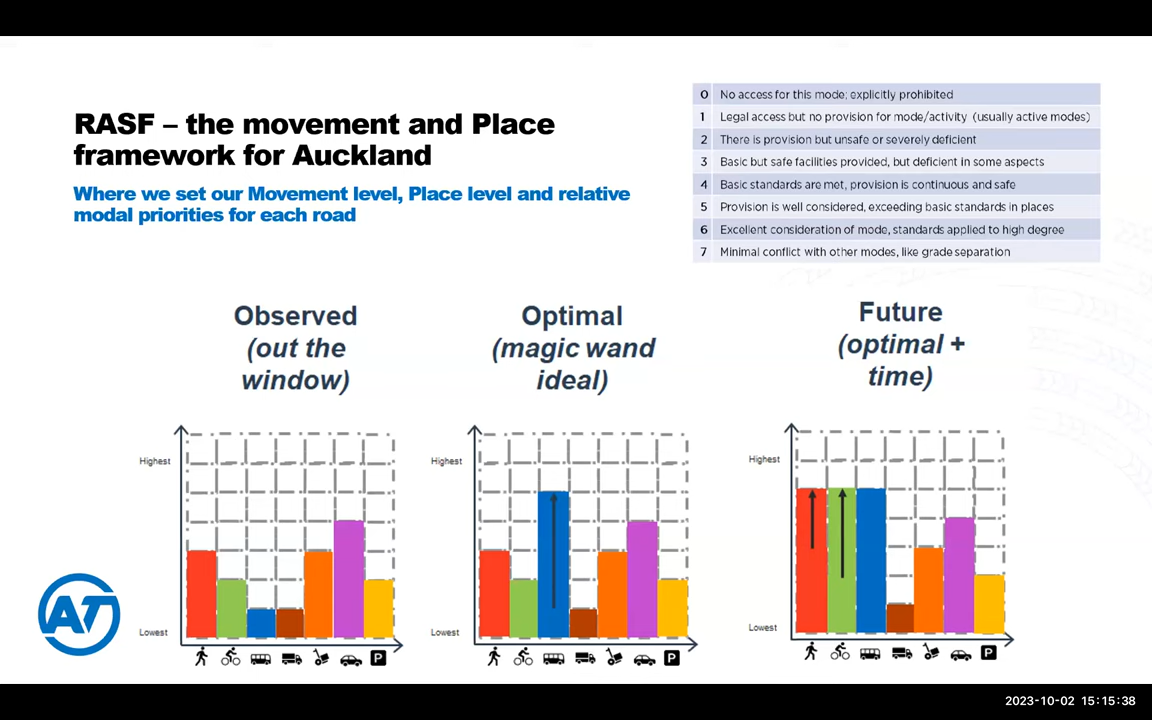 RASF – the movement and Place
framework for Auckland
Where we set our Movement level, Place level and relative
modal priorities for each road
0 No access for this mode; explicitly prohibited
1 Legal access but no provision for mode/activity (usually active modes)
2 There is provision but unsafe or severely deficient
3 Basic but safe facilities provided, but deficient in some aspects
4 Basic standards are met, provision is continuous and safe
5 Provision is well considered, exceeding basic standards in places
6 Excellent consideration of mode, standards applied to high degree
7 Minimal conflict with other modes, like grade separation
Observed
(out the
window)
Highest
Lowest
P
Optimal
(magic wand
ideal)
Highest
Lowest
P
Future
(optimal +
time)
Highest
Lowest
P
AT
2023-10-02 15:15:38